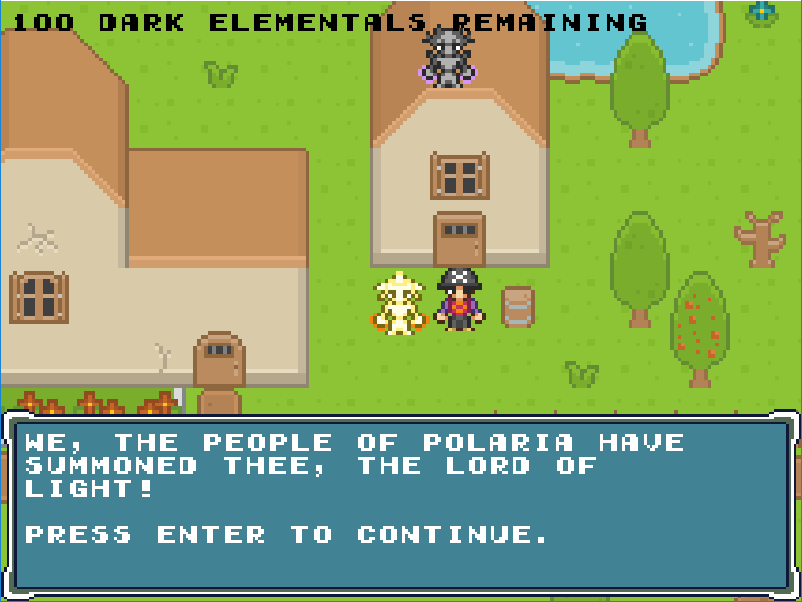 100 DARK ELEMENTALS REMAINING
WE, THE PEOPLE OF POLARIA HAVE
SUMMONED THEE, THE LORD OF
LIGHT!
PRESS ENTER TO CONTINUE.